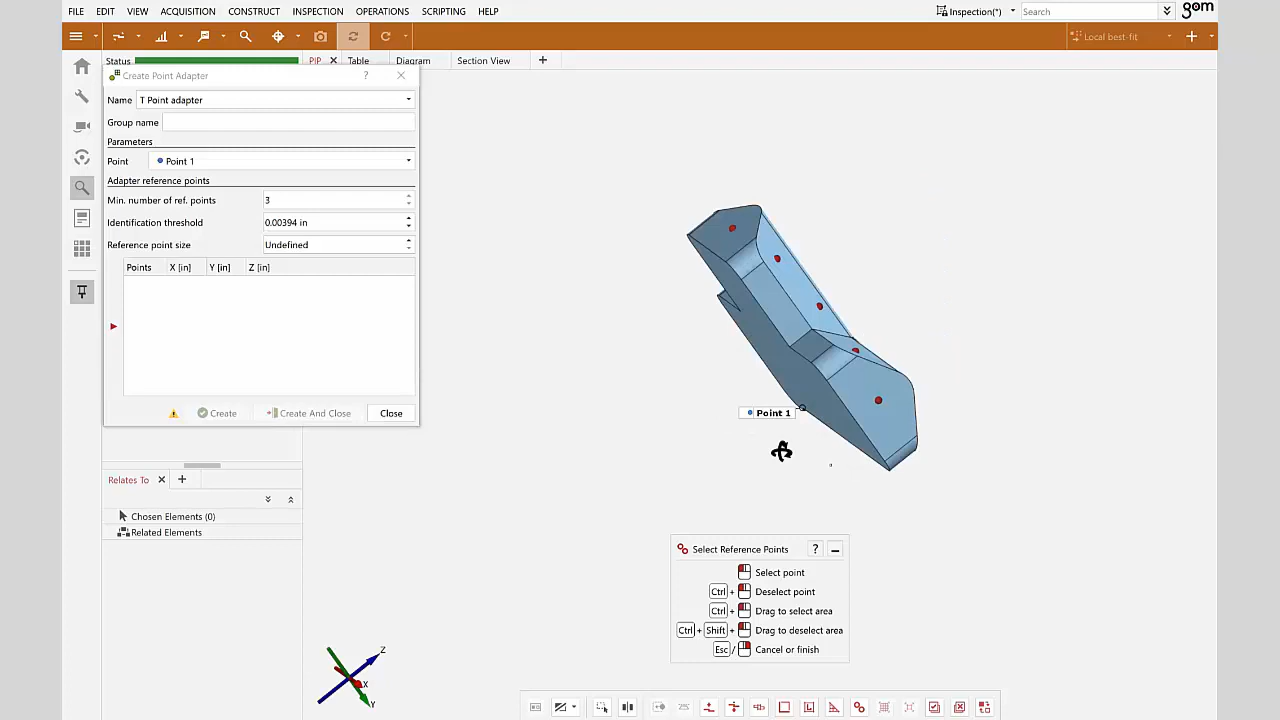 FILE EDIT VIEW ACQUISITION CONSTRUCT INSPECTION OPERATIONS SCRIPTING HELP Inspection(*) Search gom
Local best-fit
Status PIP Table Diagram Section View
Create Point Adapter ?
Name T Point adapter
Group name
Parameters
Point Point 1
Adapter reference points
Min. number of ref. points 3
Identification threshold 0.00394 in
Reference point size Undefined
Points X [in] Y [in] Z [in]
Create Create And Close Close
Point 1
Relates To
Chosen Elements (0)
Related Elements
Select Reference Points ?
Select point
Ctrl + Deselect point
Ctrl + Drag to select area
Ctrl + Shift + Drag to deselect area
Esc / Cancel or finish
Z
X
Y